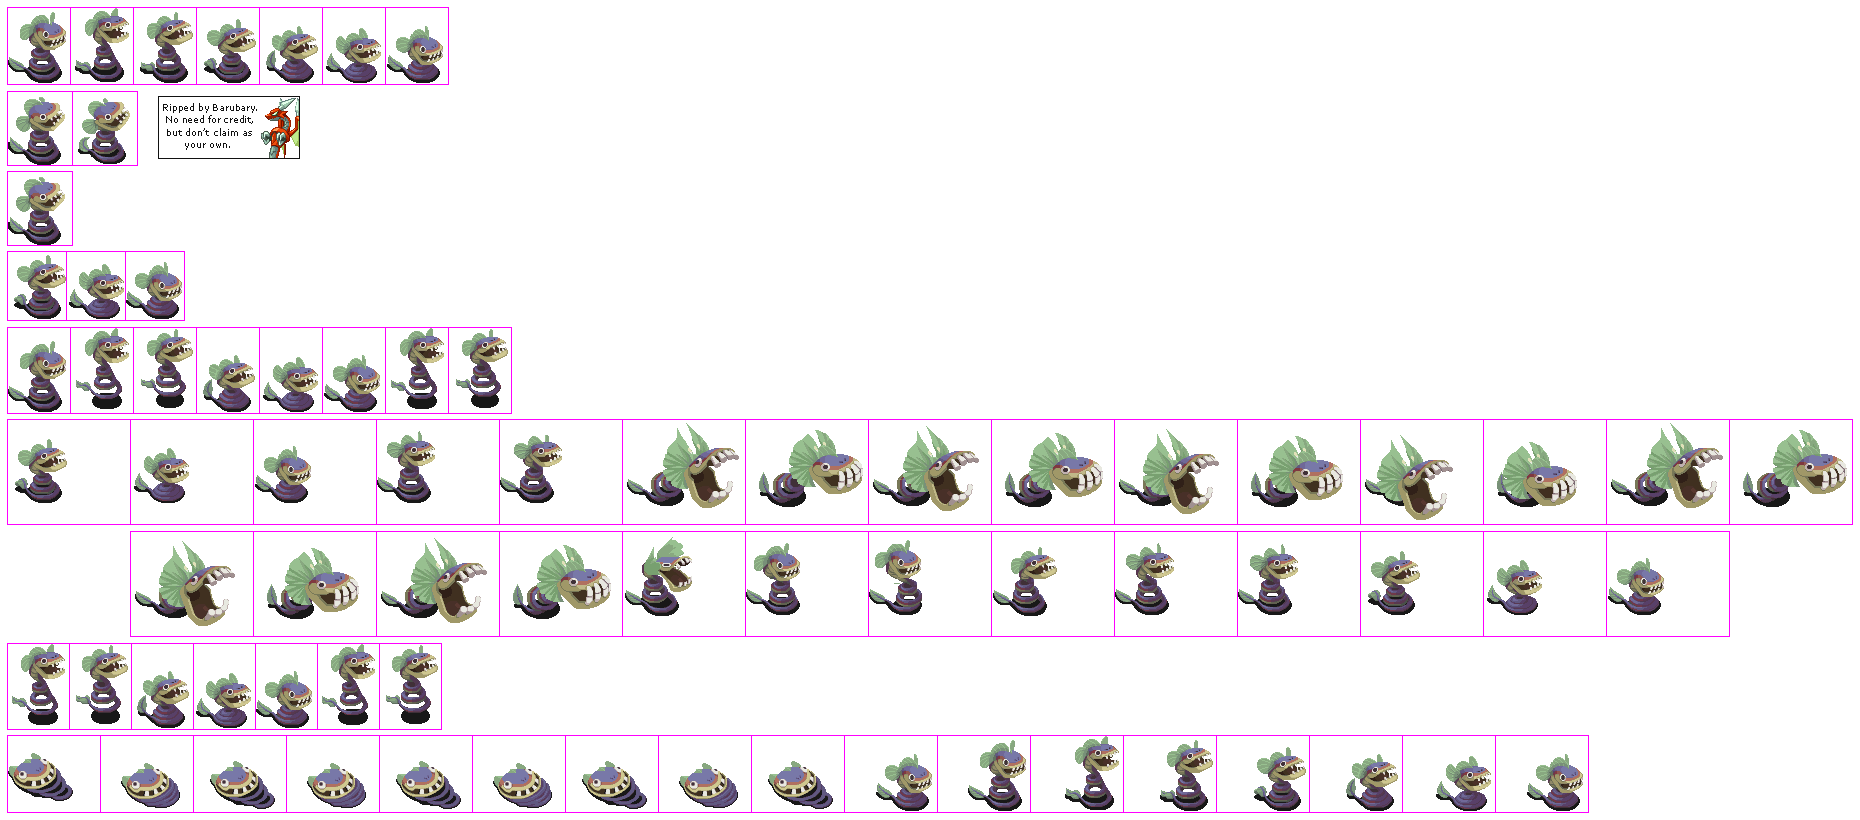 Ripped by Barubary.
No need for credit,
but don't claim as
your own.